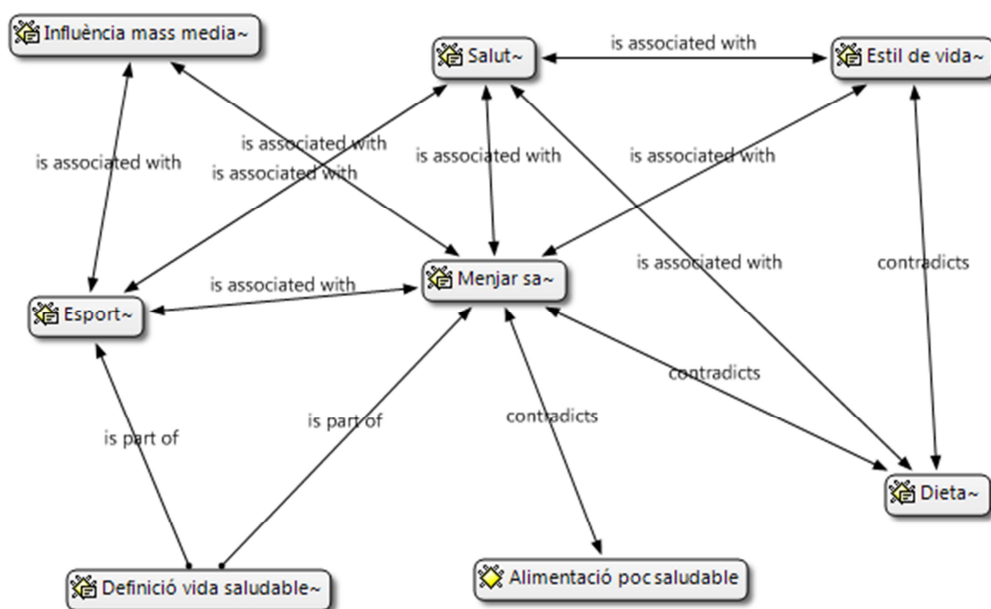 Influència mass media~
Salut~
is associated with
Estil de vida~
is associated with
is associated with
is associated with
is associated with
is associated with
is associated with
contradicts
is associated with
Menjar sa~
Esport~
contradicts
is part of
is part of
contradicts
Dieta~
Definició vida saludable~
Alimentació poc saludable